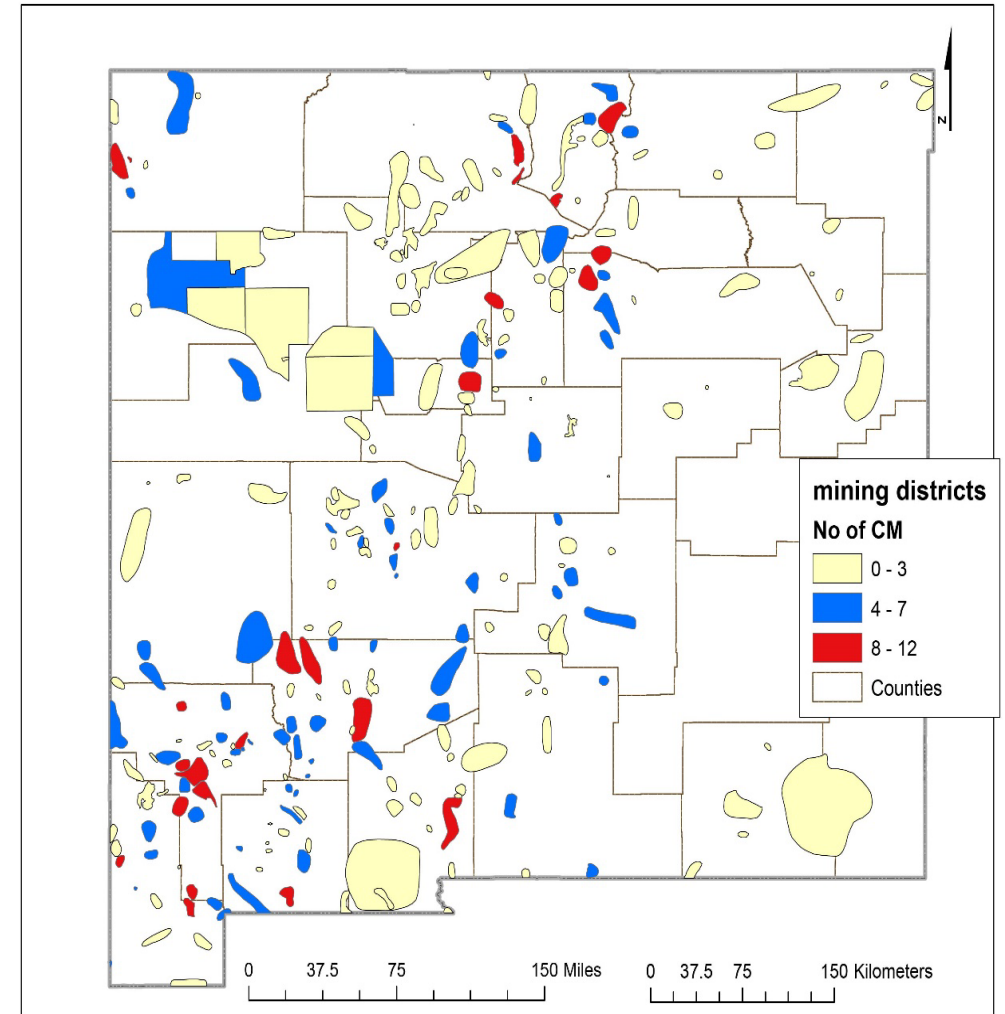 N
mining districts
No of CM
0 - 3
4 - 7
8 - 12
Counties
0 37.5 75 150 Miles
0 37.5 75 150 Kilometers